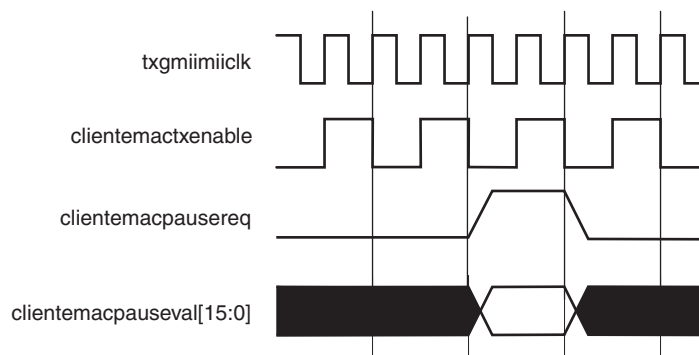 txgmiimiiclk
clientemactxenable
clientemacpausereq
clientemacpauseval[15:0]